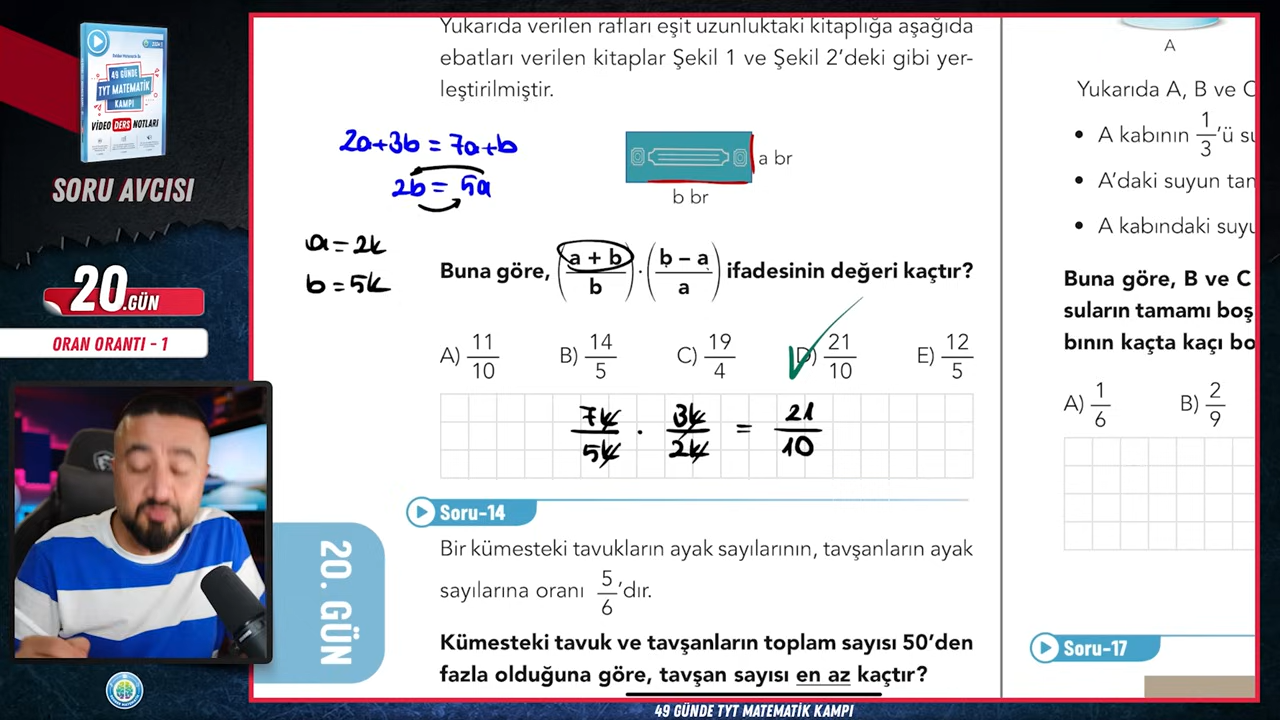 49 GÜNDE
TYT MATEMATİK
KAMPI
VİDEO DERS NOTLARI
SORU AVCISI
20.GÜN
ORAN ORANTI - 1
Yukarıda verilen rafları eşit uzunluktaki kitaplığa aşağıda
ebatları verilen kitaplar Şekil 1 ve Şekil 2'deki gibi yer-
leştirilmiştir.
2a+3b = 7a+b
2b = 5a
a br
b br
a = 2k
b = 5k
Buna göre, ((a + b)/b) · ((b − a)/a) ifadesinin değeri kaçtır?
A) 11/10 B) 14/5 C) 19/4 D) 21/10 E) 12/5
7k/5k · 3k/2k = 21/10
Soru-14
Bir kümesteki tavukların ayak sayılarının, tavşanların ayak
sayılarına oranı 5/6'dır.
Kümesteki tavuk ve tavşanların toplam sayısı 50'den
fazla olduğuna göre, tavşan sayısı en az kaçtır?
20. GÜN
A
Yukarıda A, B ve C
• A kabının 1/3'ü su
• A'daki suyun tan
• A kabındaki suyu
Buna göre, B ve C
suların tamamı boş
bının kaçta kaçı bo
A) 1/6 B) 2/9
Soru-17
49 GÜNDE TYT MATEMATİK KAMPI